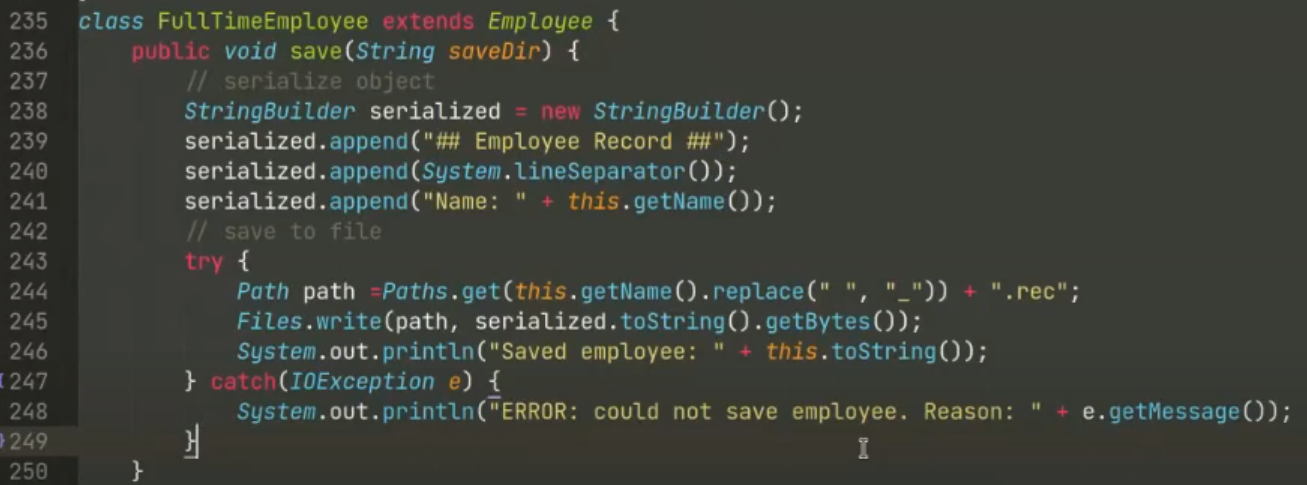 235 class FullTimeEmployee extends Employee {
236     public void save(String saveDir) {
237         // serialize object
238         StringBuilder serialized = new StringBuilder();
239         serialized.append("## Employee Record ##");
240         serialized.append(System.lineSeparator());
241         serialized.append("Name: " + this.getName());
242         // save to file
243         try {
244             Path path =Paths.get(this.getName().replace(" ", "_")) + ".rec";
245             Files.write(path, serialized.toString().getBytes());
246             System.out.println("Saved employee: " + this.toString());
247         } catch(IOException e) {
248             System.out.println("ERROR: could not save employee. Reason: " + e.getMessage());
249         }
250     }